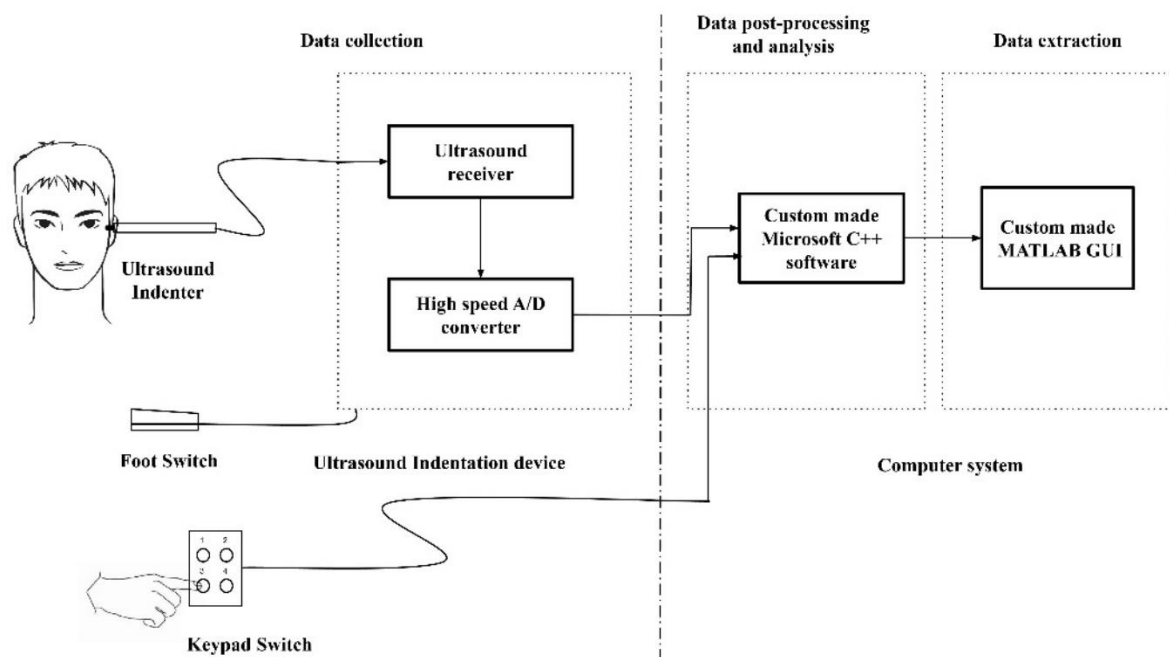 Data collection
Data post-processing
and analysis
Data extraction
Ultrasound
receiver
High speed A/D
converter
Custom made
Microsoft C++
software
Custom made
MATLAB GUI
Ultrasound
Indenter
Foot Switch
Ultrasound Indentation device
Computer system
1 2
3 4
Keypad Switch